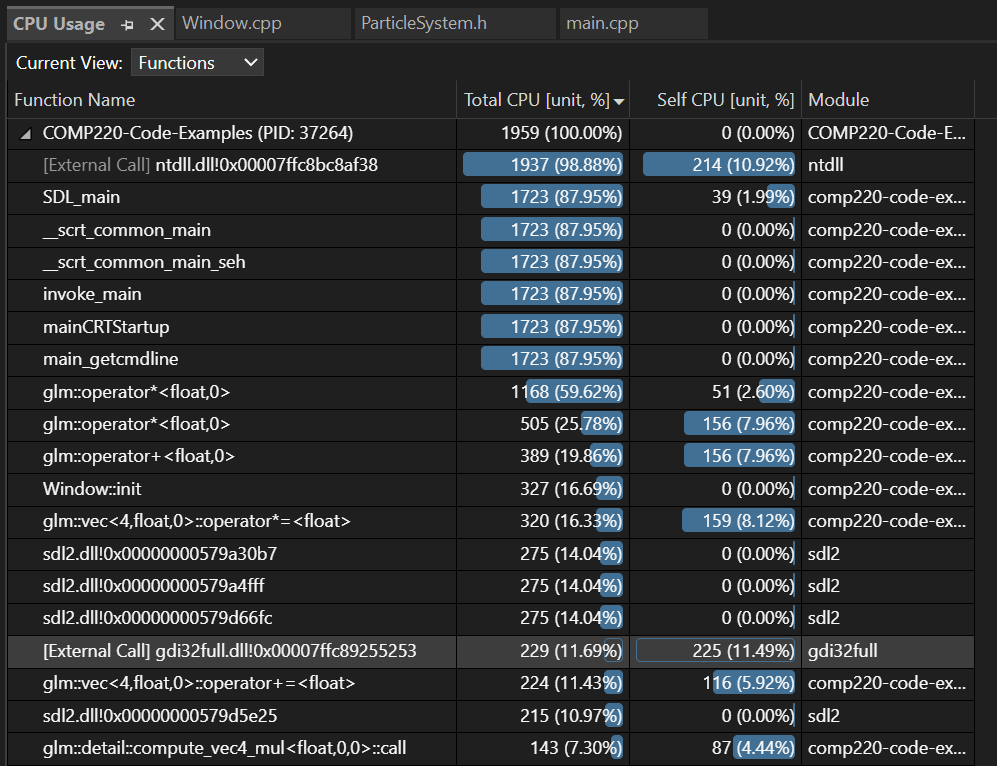 CPU Usage Window.cpp ParticleSystem.h main.cpp
Current View: Functions
Function Name Total CPU [unit, %] Self CPU [unit, %] Module
COMP220-Code-Examples (PID: 37264) 1959 (100.00%) 0 (0.00%) COMP220-Code-E...
[External Call] ntdll.dll!0x00007ffc8bc8af38 1937 (98.88%) 214 (10.92%) ntdll
SDL_main 1723 (87.95%) 39 (1.99%) comp220-code-ex...
__scrt_common_main 1723 (87.95%) 0 (0.00%) comp220-code-ex...
__scrt_common_main_seh 1723 (87.95%) 0 (0.00%) comp220-code-ex...
invoke_main 1723 (87.95%) 0 (0.00%) comp220-code-ex...
mainCRTStartup 1723 (87.95%) 0 (0.00%) comp220-code-ex...
main_getcmdline 1723 (87.95%) 0 (0.00%) comp220-code-ex...
glm::operator*<float,0> 1168 (59.62%) 51 (2.60%) comp220-code-ex...
glm::operator*<float,0> 505 (25.78%) 156 (7.96%) comp220-code-ex...
glm::operator+<float,0> 389 (19.86%) 156 (7.96%) comp220-code-ex...
Window::init 327 (16.69%) 0 (0.00%) comp220-code-ex...
glm::vec<4,float,0>::operator*=<float> 320 (16.33%) 159 (8.12%) comp220-code-ex...
sdl2.dll!0x00000000579a30b7 275 (14.04%) 0 (0.00%) sdl2
sdl2.dll!0x00000000579a4fff 275 (14.04%) 0 (0.00%) sdl2
sdl2.dll!0x00000000579d66fc 275 (14.04%) 0 (0.00%) sdl2
[External Call] gdi32full.dll!0x00007ffc89255253 229 (11.69%) 225 (11.49%) gdi32full
glm::vec<4,float,0>::operator+=<float> 224 (11.43%) 116 (5.92%) comp220-code-ex...
sdl2.dll!0x00000000579d5e25 215 (10.97%) 0 (0.00%) sdl2
glm::detail::compute_vec4_mul<float,0,0>::call 143 (7.30%) 87 (4.44%) comp220-code-ex...